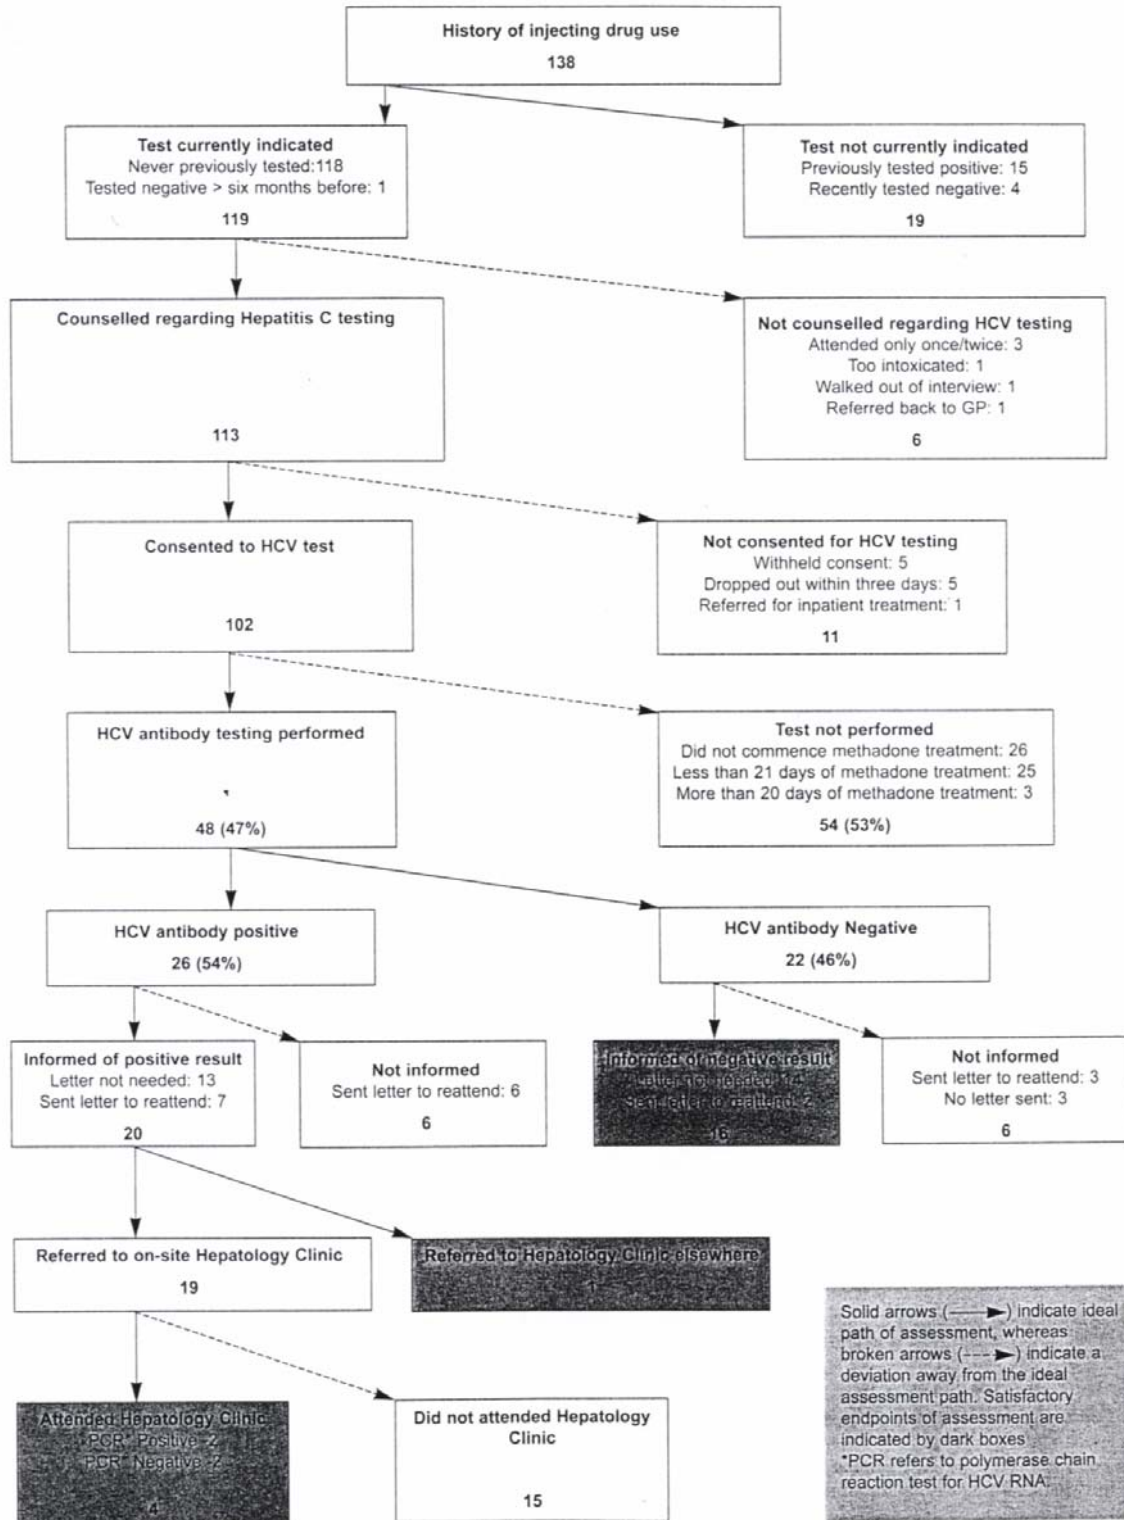 History of injecting drug use
138
Test currently indicated
Never previously tested:118
Tested negative > six months before: 1
119
Test not currently indicated
Previously tested positive: 15
Recently tested negative: 4
19
Counselled regarding Hepatitis C testing
113
Not counselled regarding HCV testing
Attended only once/twice: 3
Too intoxicated: 1
Walked out of interview: 1
Referred back to GP: 1
6
Consented to HCV test
102
Not consented for HCV testing
Withheld consent: 5
Dropped out within three days: 5
Referred for inpatient treatment: 1
11
HCV antibody testing performed
48 (47%)
Test not performed
Did not commence methadone treatment: 26
Less than 21 days of methadone treatment: 25
More than 20 days of methadone treatment: 3
54 (53%)
HCV antibody positive
26 (54%)
HCV antibody Negative
22 (46%)
Informed of positive result
Letter not needed: 13
Sent letter to reattend: 7
20
Not informed
Sent letter to reattend: 6
6
Informed of negative result
Letter not needed: 14
Sent letter to reattend: 2
16
Not informed
Sent letter to reattend: 3
No letter sent: 3
6
Referred to on-site Hepatology Clinic
19
Referred to Hepatology Clinic elsewhere
1
Attended Hepatology Clinic
PCR* Positive -2
PCR* Negative -2
4
Did not attended Hepatology
Clinic
15
Solid arrows (——►) indicate ideal
path of assessment, whereas
broken arrows (---►) indicate a
deviation away from the ideal
assessment path. Satisfactory
endpoints of assessment are
indicated by dark boxes
*PCR refers to polymerase chain
reaction test for HCV RNA.